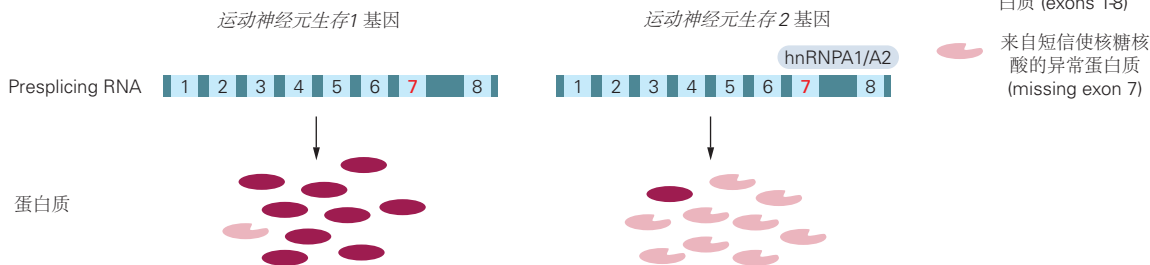 运动神经元生存1 基因
运动神经元生存2 基因
白质 (exons 1-8)
来自短信使核糖核
酸的异常蛋白质
(missing exon 7)
hnRNPA1/A2
Presplicing RNA
1 2 3 4 5 6 7 8
1 2 3 4 5 6 7 8
蛋白质